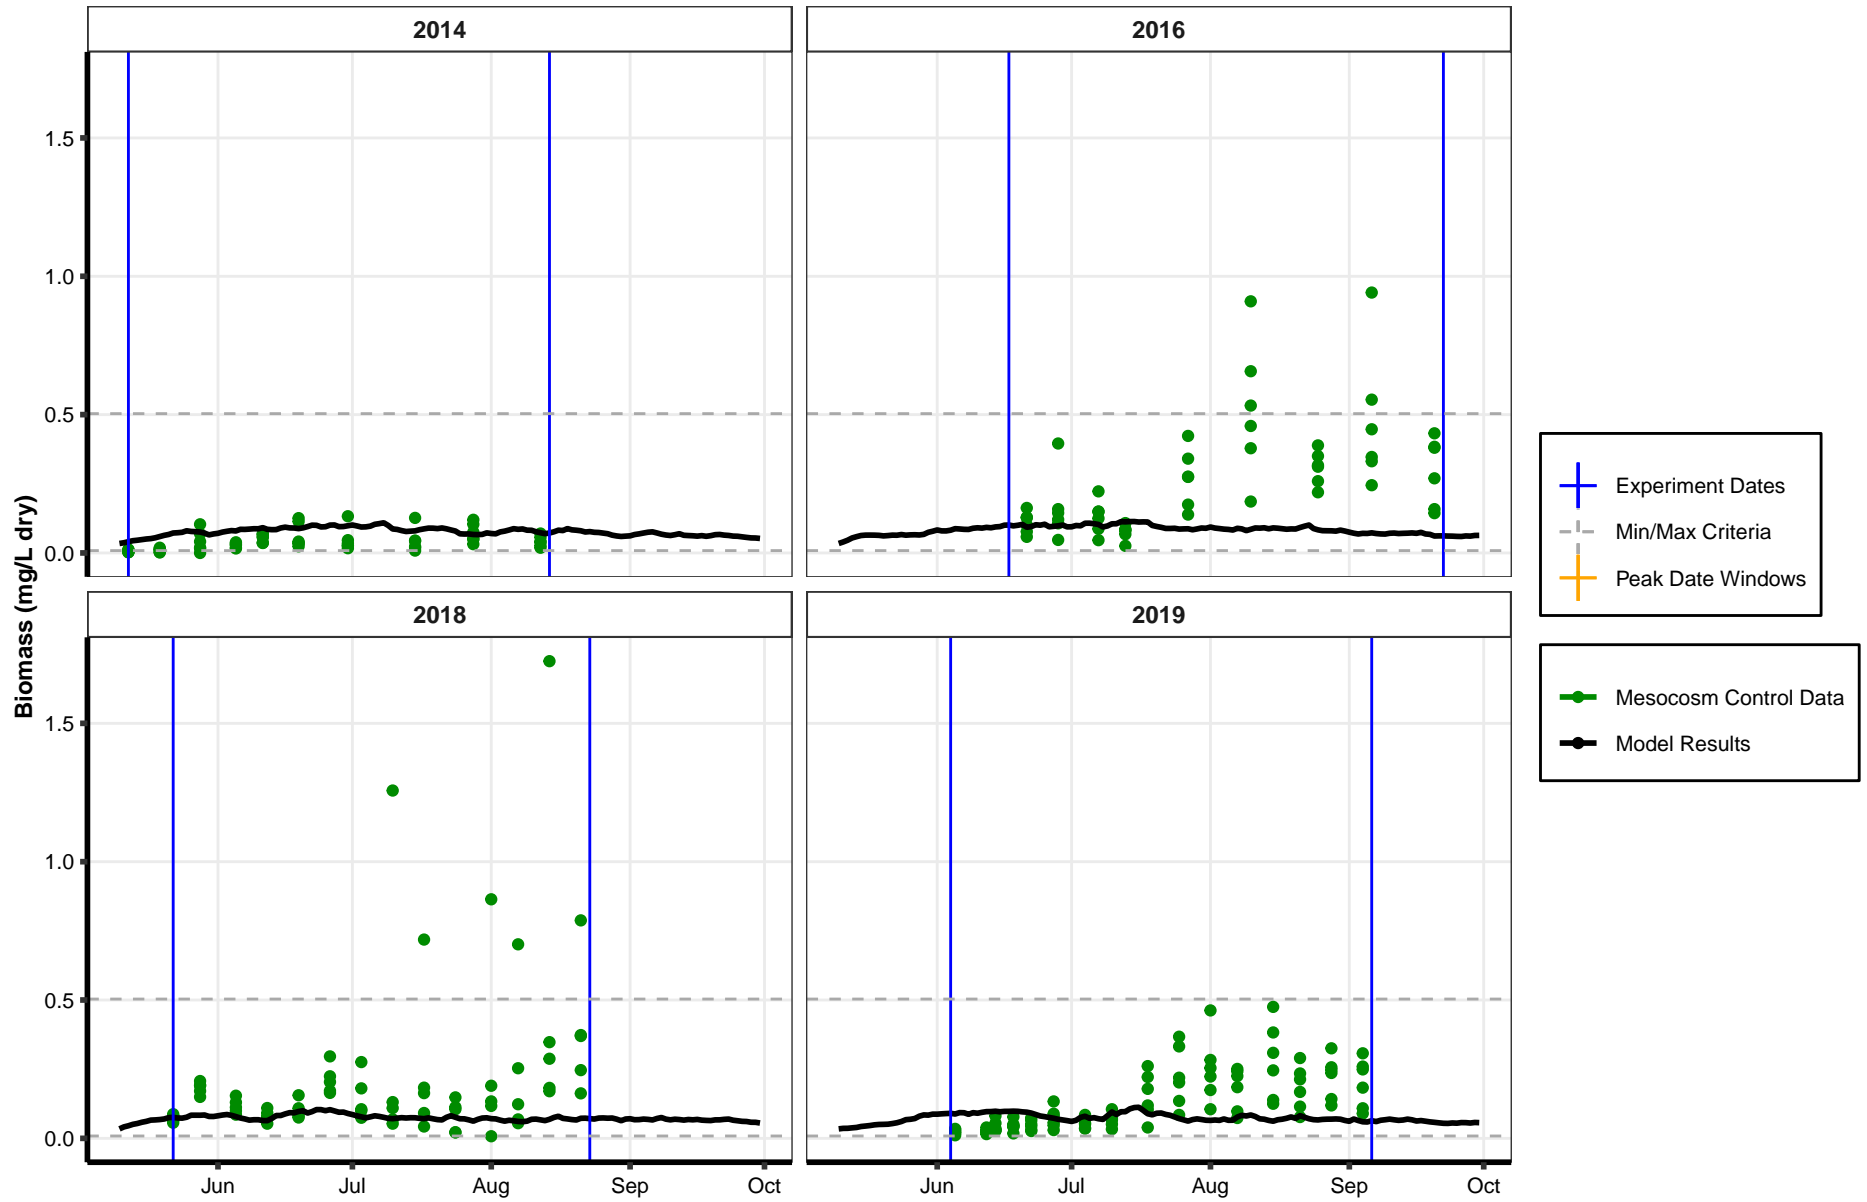 2014
2016
1.5
1.0
0.5
0.0
2018
2019
1.5
1.0
0.5
0.0
Jun Jul Aug Sep Oct
Jun Jul Aug Sep Oct
Biomass (mg/L dry)
Experiment Dates
Min/Max Criteria
Peak Date Windows
Mesocosm Control Data
Model Results